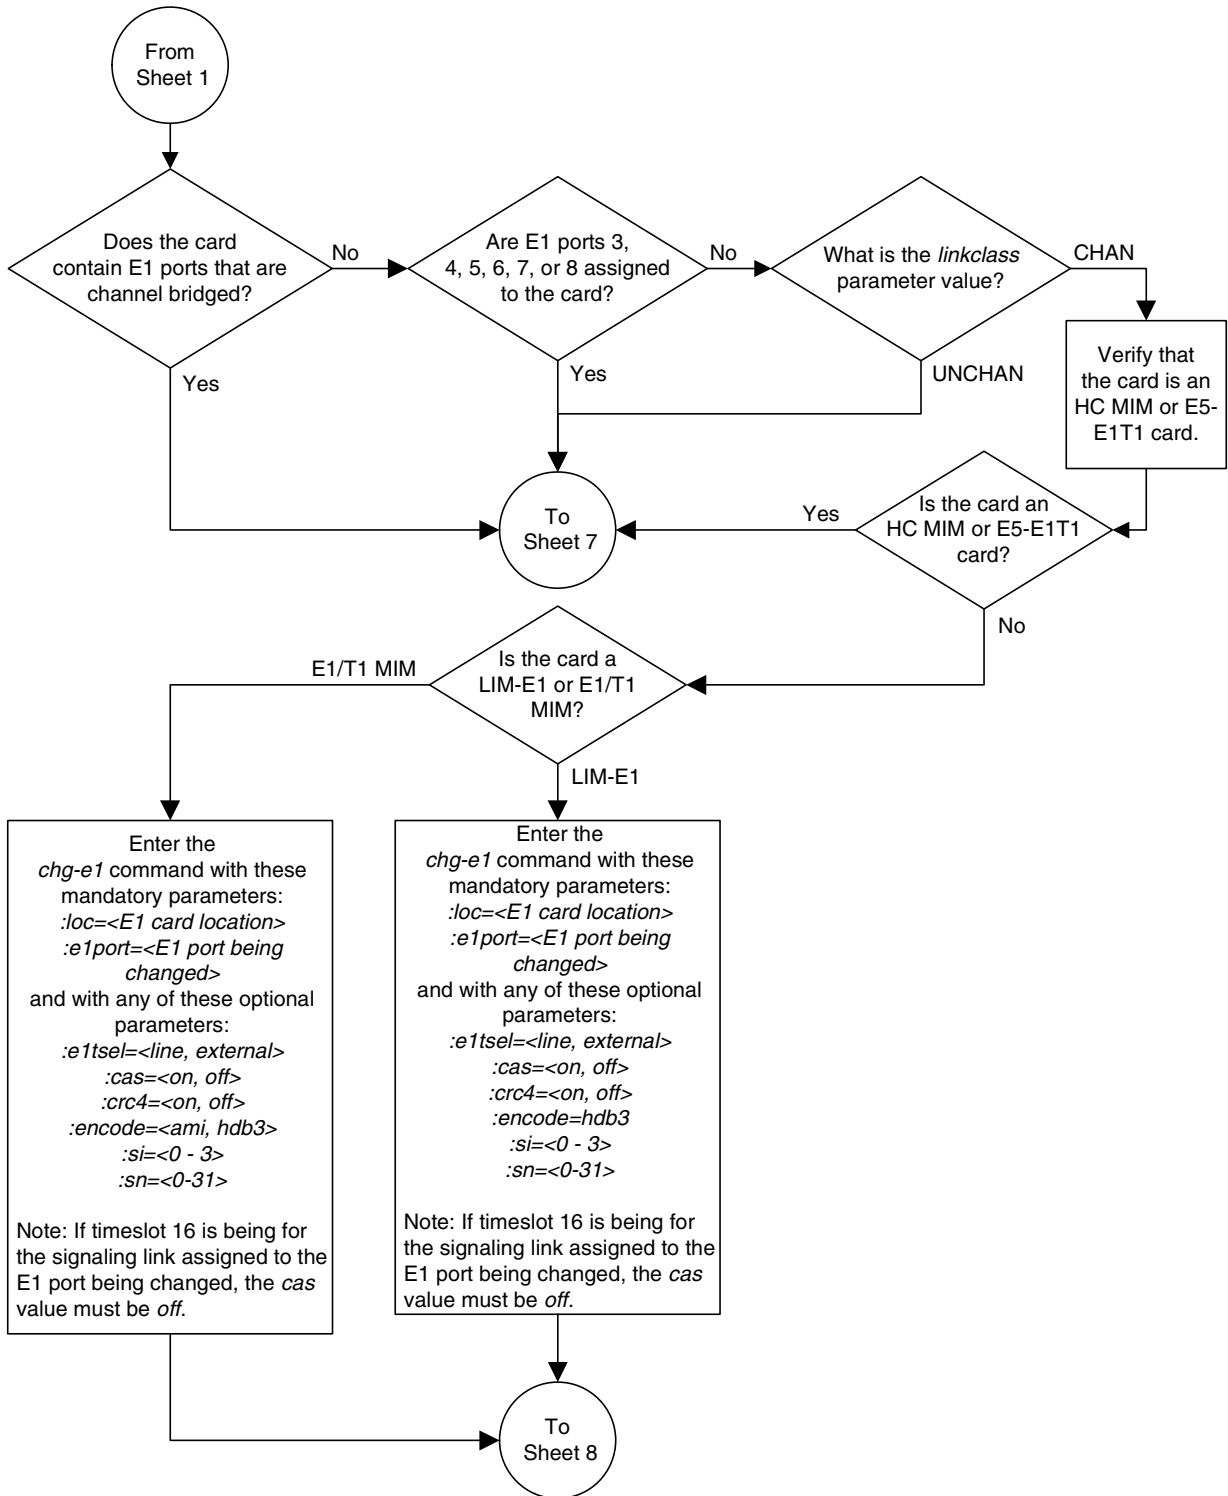 From
Sheet 1
Does the card
contain E1 ports that are
channel bridged?
No
Yes
Are E1 ports 3,
4, 5, 6, 7, or 8 assigned
to the card?
No
Yes
What is the linkclass
parameter value?
CHAN
UNCHAN
Verify that
the card is an
HC MIM or E5-
E1T1 card.
Is the card an
HC MIM or E5-E1T1
card?
Yes
No
To
Sheet 7
Is the card a
LIM-E1 or E1/T1
MIM?
E1/T1 MIM
LIM-E1
Enter the
chg-e1 command with these
mandatory parameters:
:loc=<E1 card location>
:e1port=<E1 port being
changed>
and with any of these optional
parameters:
:e1tsel=<line, external>
:cas=<on, off>
:crc4=<on, off>
:encode=<ami, hdb3>
:si=<0 - 3>
:sn=<0-31>
Note: If timeslot 16 is being for
the signaling link assigned to the
E1 port being changed, the cas
value must be off.
Enter the
chg-e1 command with these
mandatory parameters:
:loc=<E1 card location>
:e1port=<E1 port being
changed>
and with any of these optional
parameters:
:e1tsel=<line, external>
:cas=<on, off>
:crc4=<on, off>
:encode=hdb3
:si=<0 - 3>
:sn=<0-31>
Note: If timeslot 16 is being for
the signaling link assigned to the
E1 port being changed, the cas
value must be off.
To
Sheet 8